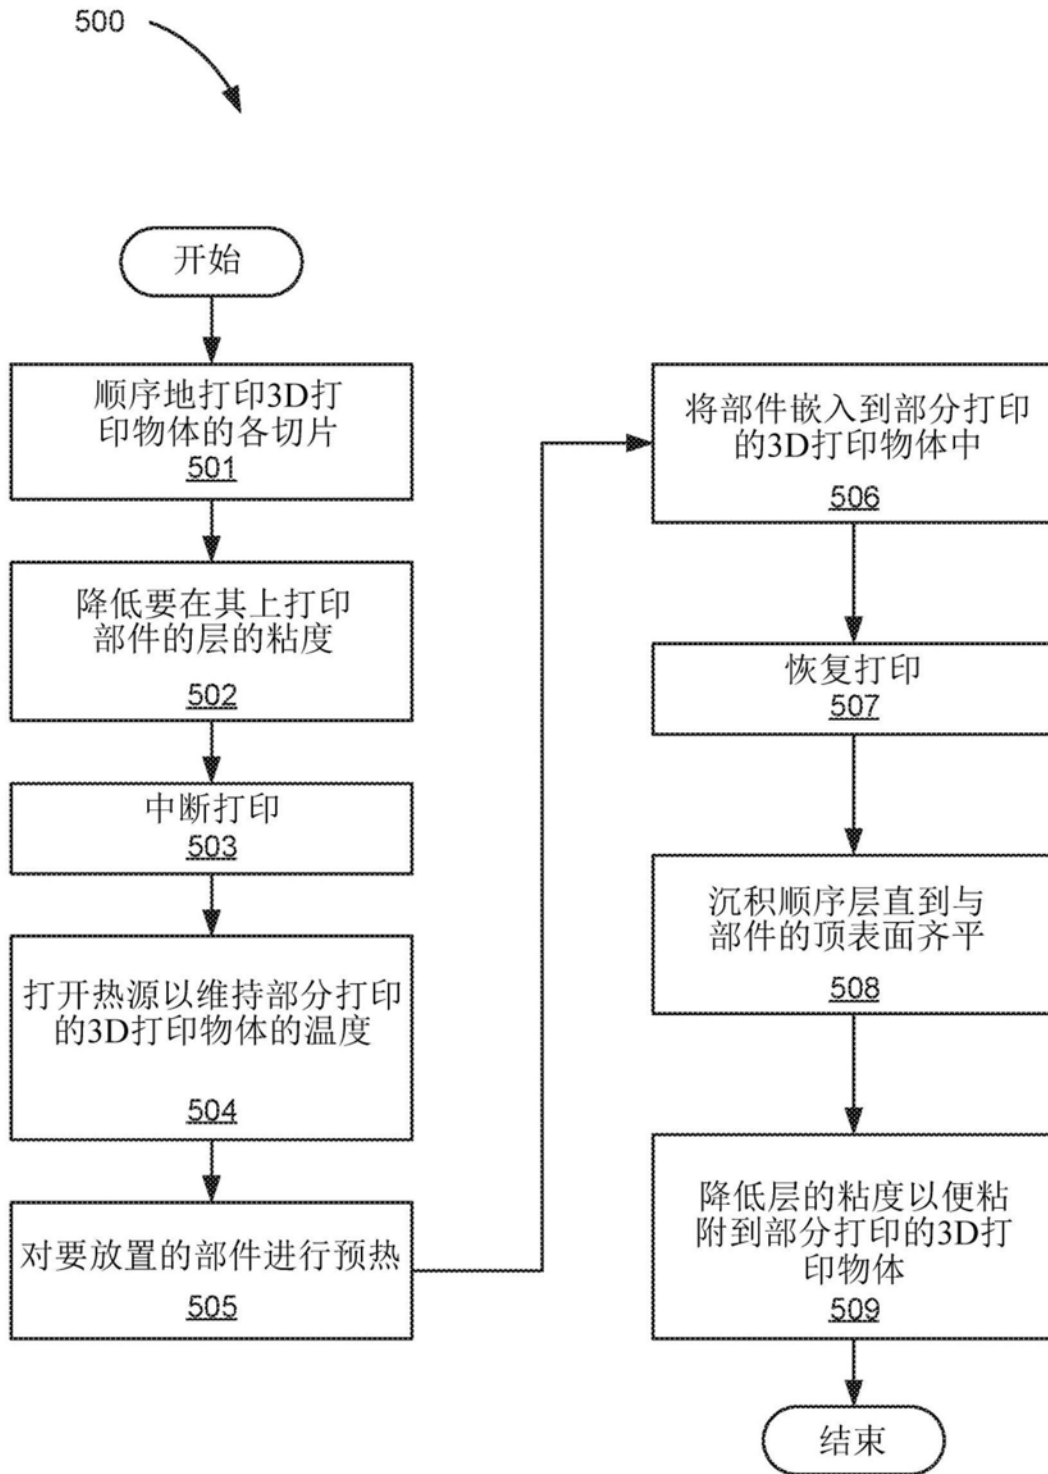 500
开始
顺序地打印3D打
印物体的各切片
501
降低要在其上打印
部件的层的粘度
502
中断打印
503
打开热源以维持部分打印
的3D打印物体的温度
504
对要放置的部件进行预热
505
将部件嵌入到部分打印
的3D打印物体中
506
恢复打印
507
沉积顺序层直到与
部件的顶表面齐平
508
降低层的粘度以便粘
附到部分打印的3D打
印物体
509
结束